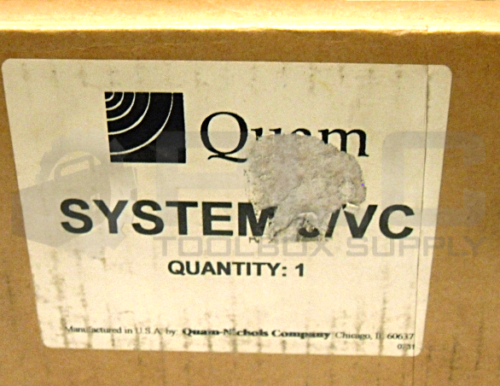 Quam
SYSTEM /VC
QUANTITY: 1
TOOLBOX SUPPLY
Manufactured in U.S.A. by: Quam-Nichols Company Chicago, IL 60637